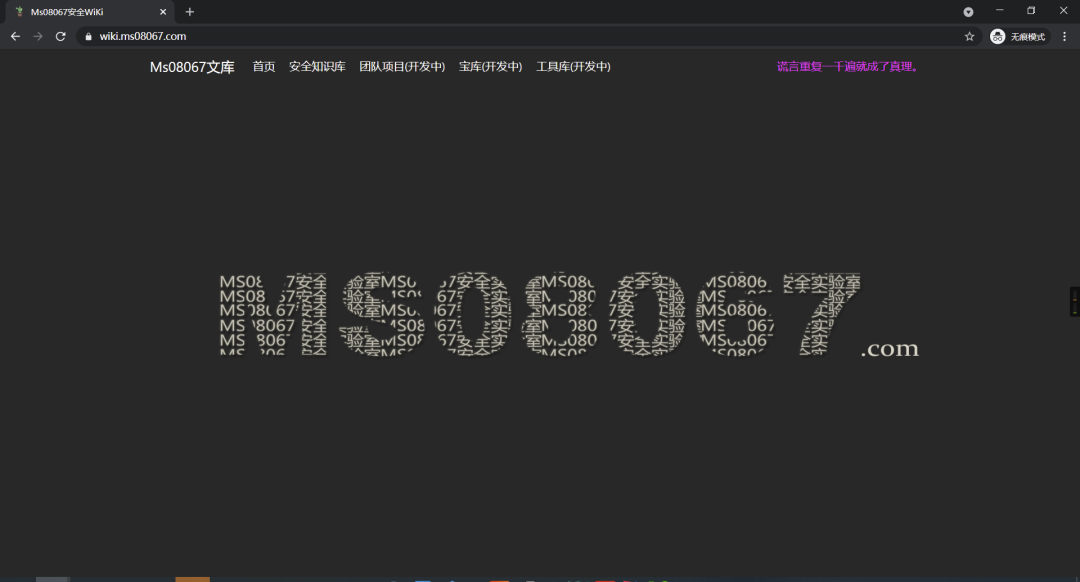 Ms08067安全WiKi
wiki.ms08067.com
无痕模式
Ms08067文库 首页 安全知识库 团队项目(开发中) 宝库(开发中) 工具库(开发中) 谎言重复一千遍就成了真理。
MS08067
.com